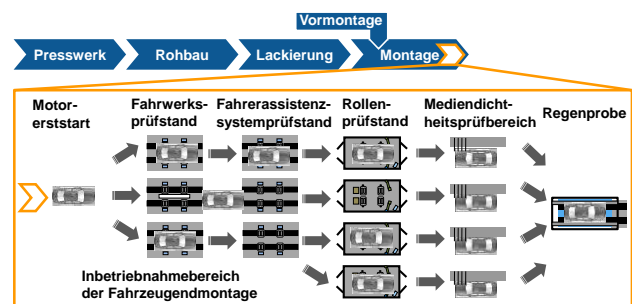 Vormontage
Presswerk Rohbau Lackierung Montage
Motor-
erststart
Fahrwerks-
prüfstand
Fahrerassistenz-
systemprüfstand
Rollen-
prüfstand
Mediendicht-
heitsprüfbereich
Regenprobe
Inbetriebnahmebereich
der Fahrzeugendmontage